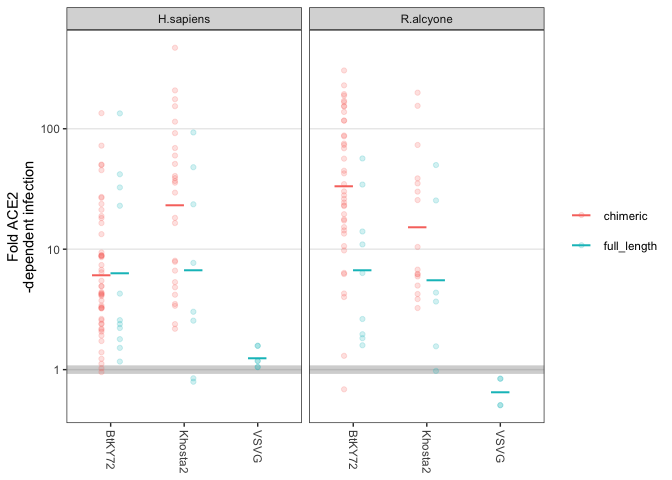 H.sapiens
R.alcyone
Fold ACE2
-dependent infection
100
10
1
BtKY72
Khosta2
VSVG
BtKY72
Khosta2
VSVG
chimeric
full_length